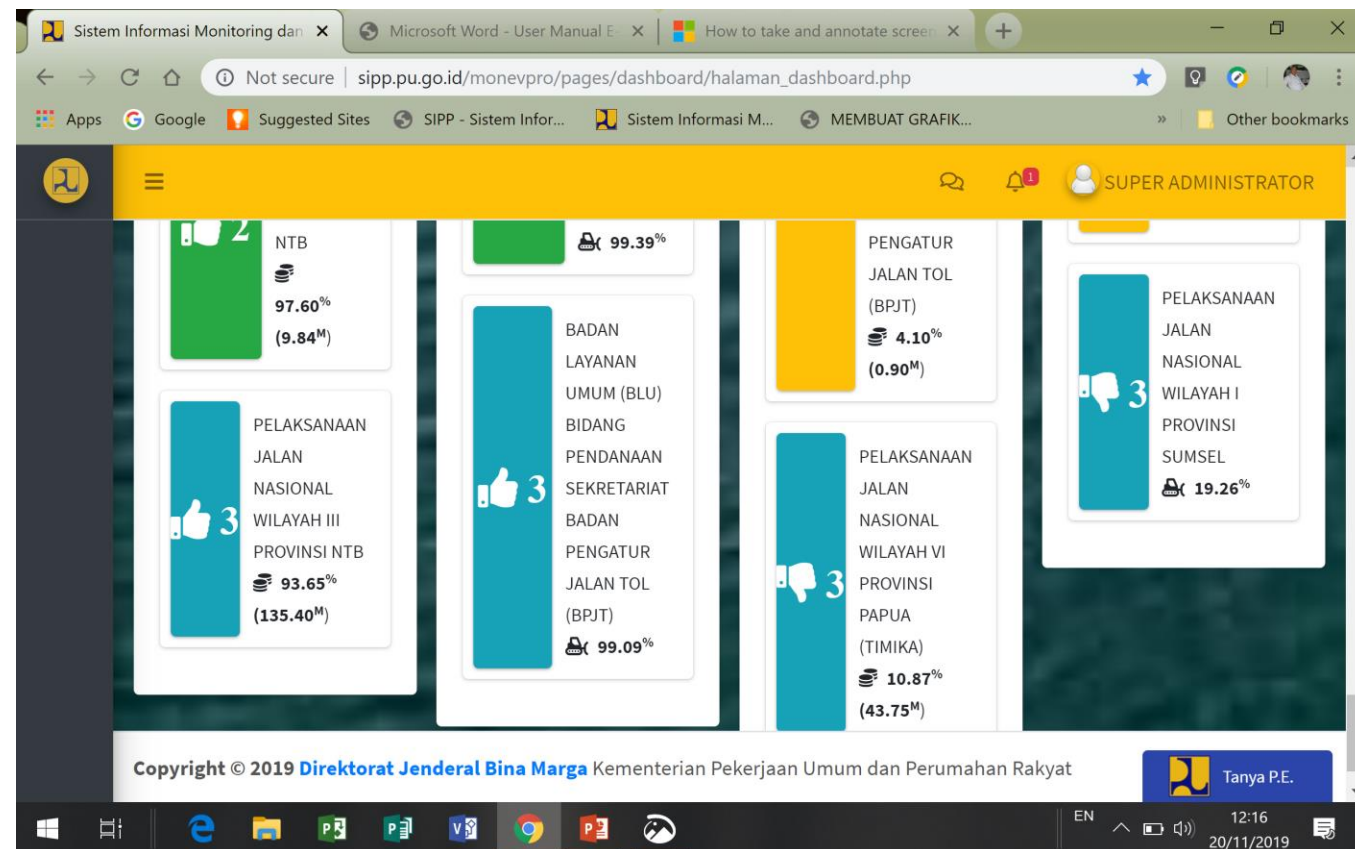 Sistem Informasi Monitoring dan
Microsoft Word - User Manual E-
How to take and annotate screen
Not secure | sipp.pu.go.id/monevpro/pages/dashboard/halaman_dashboard.php
Apps
Google
Suggested Sites
SIPP - Sistem Infor...
Sistem Informasi M...
MEMBUAT GRAFIK...
»
Other bookmarks
1
SUPER ADMINISTRATOR
2
NTB
97.60%
(9.84M)
3
PELAKSANAAN
JALAN
NASIONAL
WILAYAH III
PROVINSI NTB
93.65%
(135.40M)
99.39%
3
BADAN
LAYANAN
UMUM (BLU)
BIDANG
PENDANAAN
SEKRETARIAT
BADAN
PENGATUR
JALAN TOL
(BPJT)
99.09%
PENGATUR
JALAN TOL
(BPJT)
4.10%
(0.90M)
3
PELAKSANAAN
JALAN
NASIONAL
WILAYAH VI
PROVINSI
PAPUA
(TIMIKA)
10.87%
(43.75M)
3
PELAKSANAAN
JALAN
NASIONAL
WILAYAH I
PROVINSI
SUMSEL
19.26%
Copyright © 2019 Direktorat Jenderal Bina Marga Kementerian Pekerjaan Umum dan Perumahan Rakyat
Tanya P.E.
EN
12:16
20/11/2019